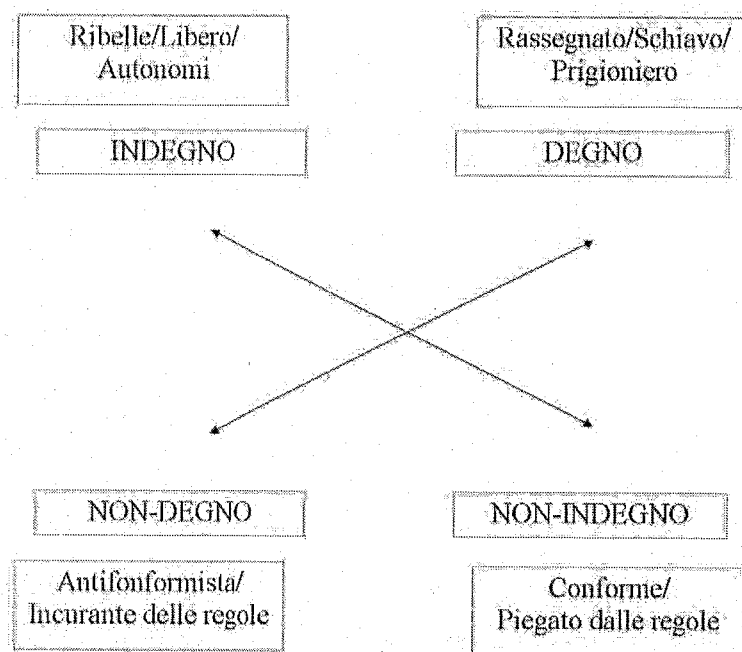 Ribelle/Libero/
Autonomi
Rassegnato/Schiavo/
Prigioniero
INDEGNO
DEGNO
NON-DEGNO
NON-INDEGNO
Antifonformista/
Incurante delle regole
Conforme/
Piegato dalle regole